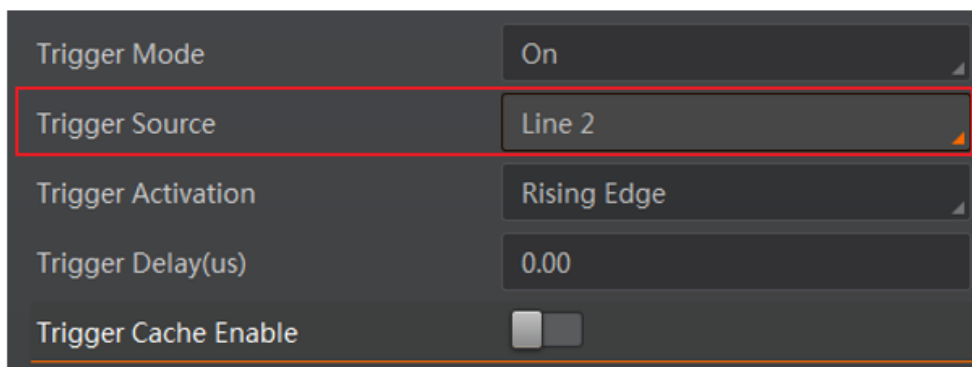 Trigger Mode On
Trigger Source Line 2
Trigger Activation Rising Edge
Trigger Delay(us) 0.00
Trigger Cache Enable